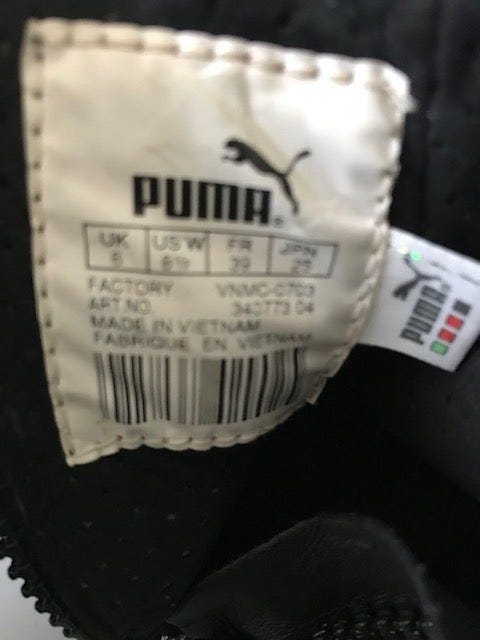 PUMA®
UK US W FR JPN
6 8½ 39 25
FACTORY VNMC-0703
ART.NO. 343773 04
MADE IN VIETNAM
FABRIQUE EN VIETNAM
PUMA